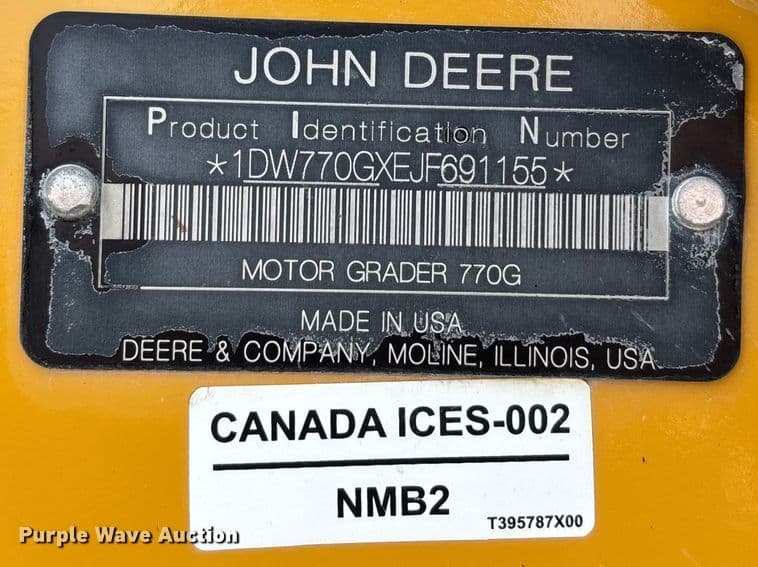 JOHN DEERE
Product Identification Number
*1DW770GXEJF691155*
MOTOR GRADER 770G
MADE IN USA
DEERE & COMPANY, MOLINE, ILLINOIS, USA
CANADA ICES-002
NMB2
T395787X00
Purple Wave Auction